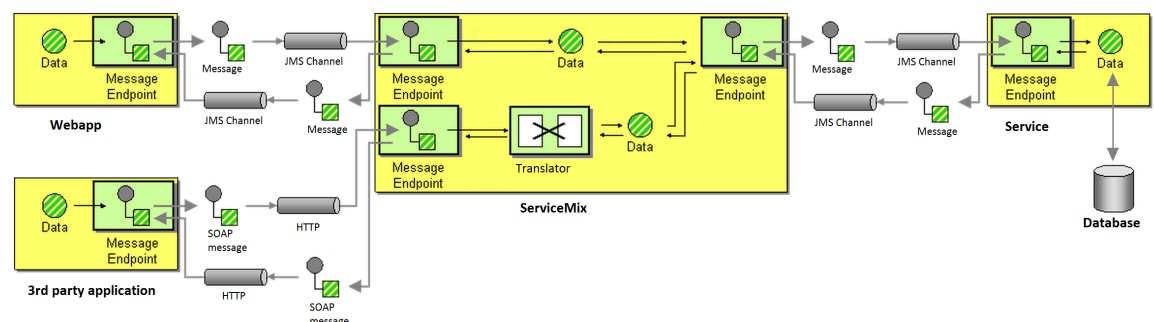 Data
Message
Endpoint
Webapp
Message
JMS Channel
JMS Channel
Message
Message
Endpoint
Data
Message
Endpoint
Message
JMS Channel
JMS Channel
Message
Message
Endpoint
Data
Service
Database
Message
Endpoint
Translator
Data
ServiceMix
Data
Message
Endpoint
3rd party application
SOAP
message
HTTP
HTTP
SOAP
message